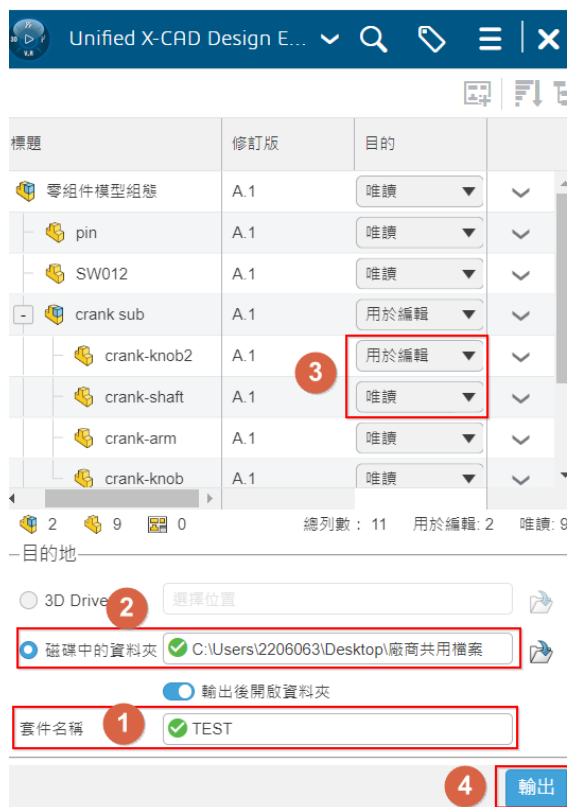 Unified X-CAD Design E...
標題 修訂版 目的
零組件模型組態 A.1 唯讀
pin A.1 唯讀
SW012 A.1 唯讀
crank sub A.1 用於編輯
crank-knob2 A.1 用於編輯
3
crank-shaft A.1 唯讀
crank-arm A.1 唯讀
crank-knob A.1 唯讀
2 9 0 總列數： 11 用於編輯: 2 唯讀: 9
目的地
3D Drive 2 選擇位置
磁碟中的資料夾 C:\Users\2206063\Desktop\廠商共用檔案
輸出後開啟資料夾
套件名稱 1 TEST
4 輸出